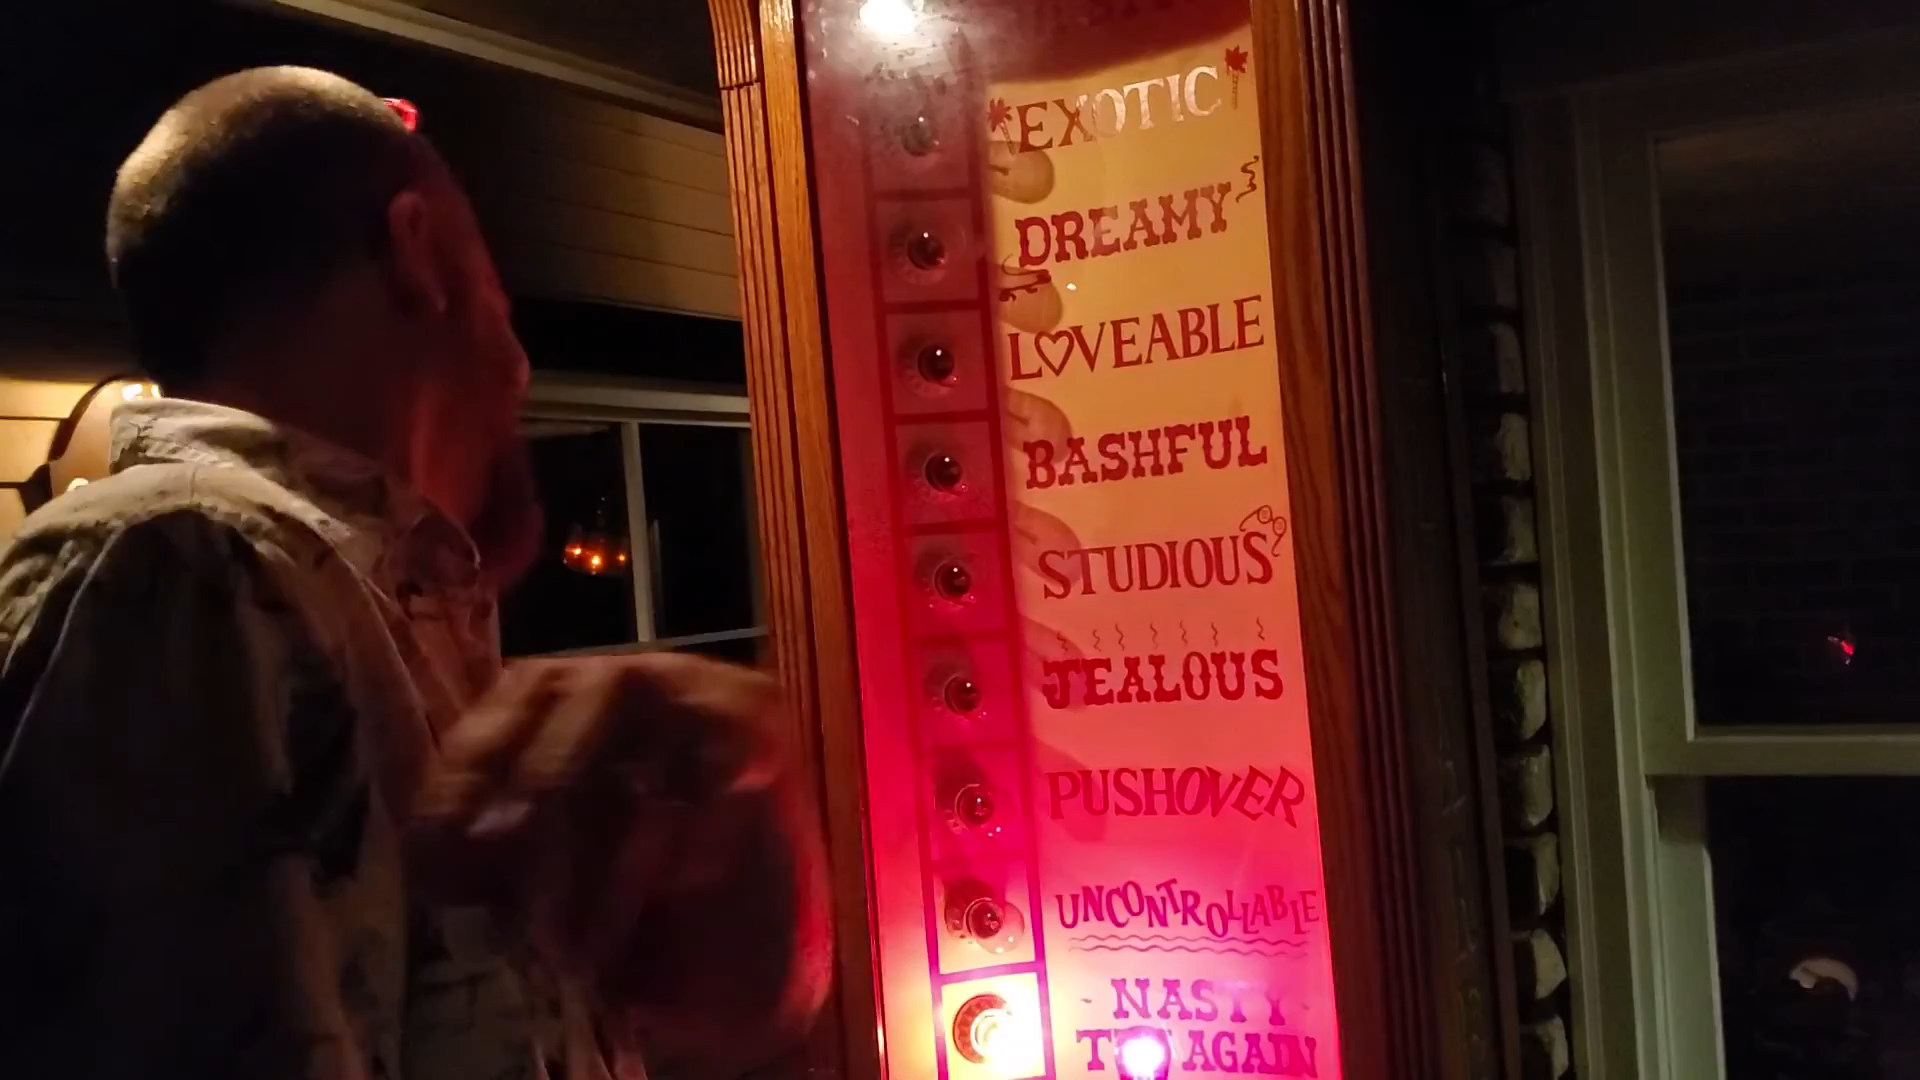 EXOTIC
DREAMY
LOVEABLE
BASHFUL
STUDIOUS
JEALOUS
PUSHOVER
UNCONTROLLABLE
- NASTY -
AGAIN